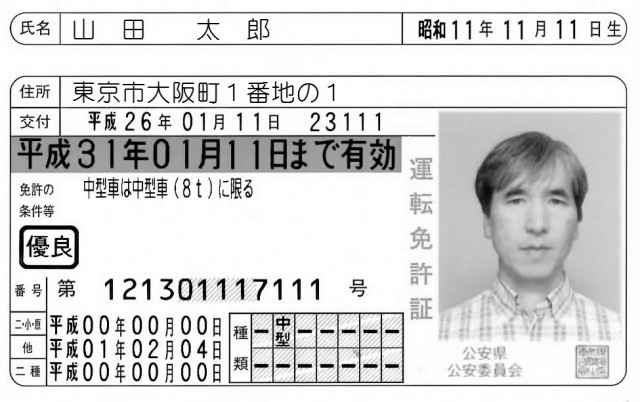 氏名 山田 太郎 昭和11年11月11日生
住所 東京市大阪町1番地の1
交付 平成26年01月11日 23111
平成31年01月11日まで有効
免許の 中型車は中型車(8t)に限る
条件等
優良
番号 第 121301117111 号
二・小・原 平成00年00月00日
他 平成01年02月04日
二種 平成00年00月00日
種類 ー 中型 ー ー ー ー ー
ー ー ー ー ー ー ー
運転免許証
公安県
公安委員会